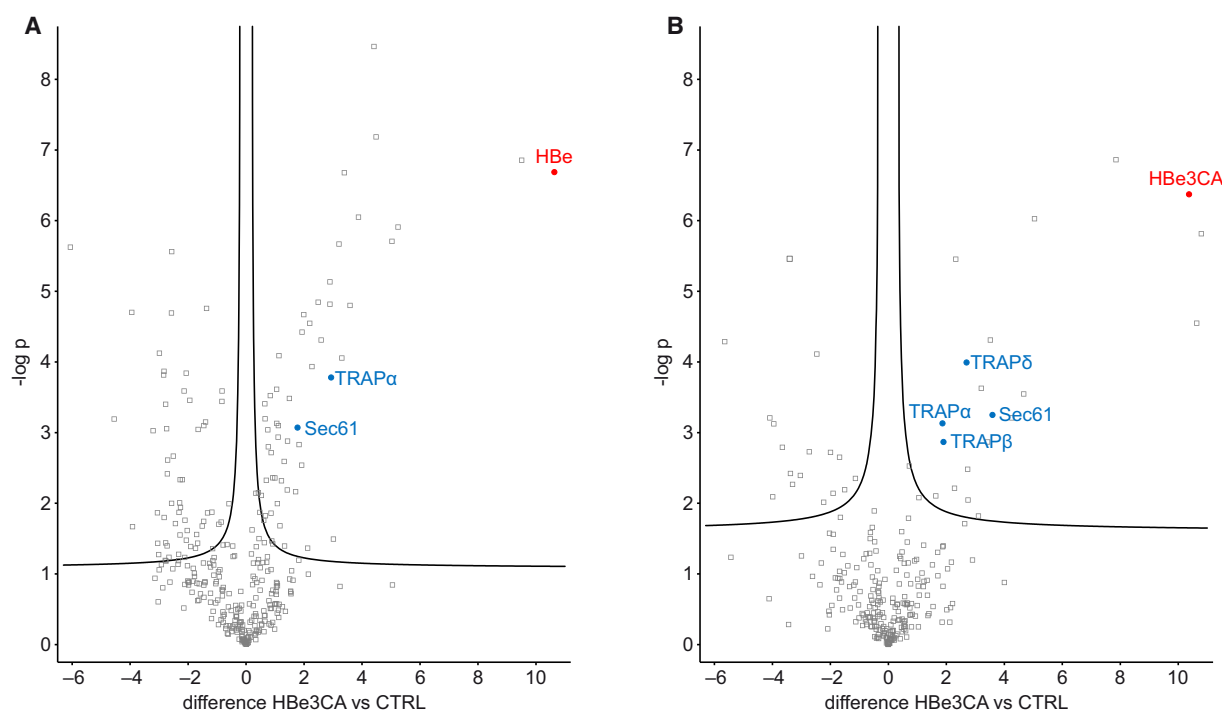 A
8
7
6
5
4
3
2
1
0
-log p
HBe
TRAPα
Sec61
–6
–4
–2
0
2
4
6
8
10
difference HBe3CA vs CTRL
B
8
7
6
5
4
3
2
1
0
-log p
HBe3CA
TRAPδ
TRAPα
Sec61
TRAPβ
–6
–4
–2
0
2
4
6
8
10
difference HBe3CA vs CTRL